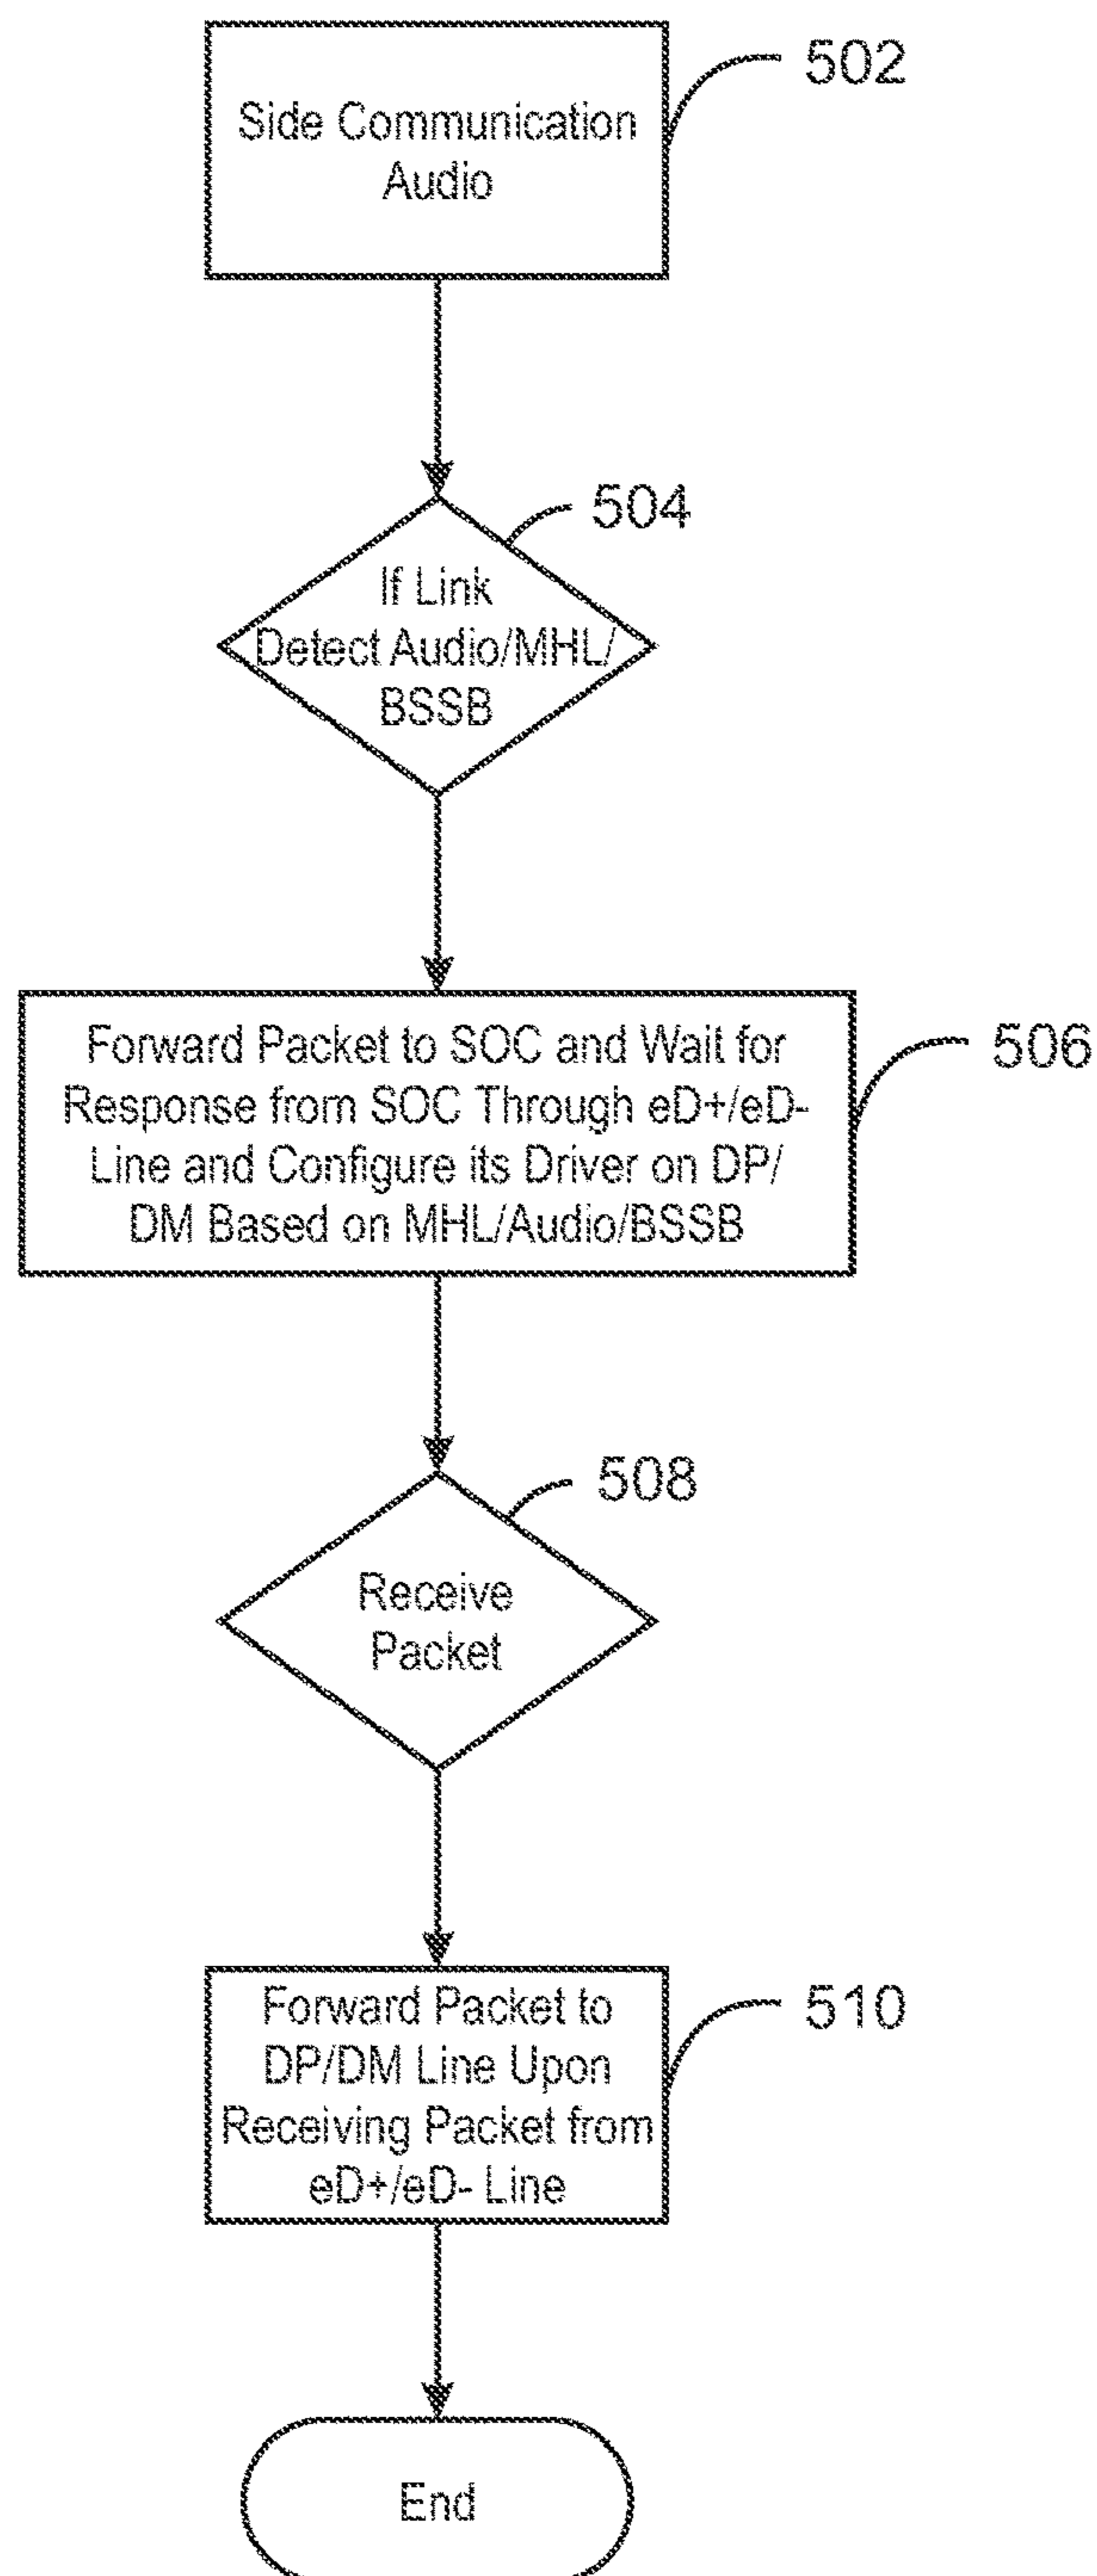 502
Side Communication
Audio
504
If Link
Detect Audio/MHL/
BSSB
506
Forward Packet to SOC and Wait for
Response from SOC Through eD+/eD-
Line and Configure its Driver on DP/
DM Based on MHL/Audio/BSSB
508
Receive
Packet
510
Forward Packet to
DP/DM Line Upon
Receiving Packet from
eD+/eD- Line
End